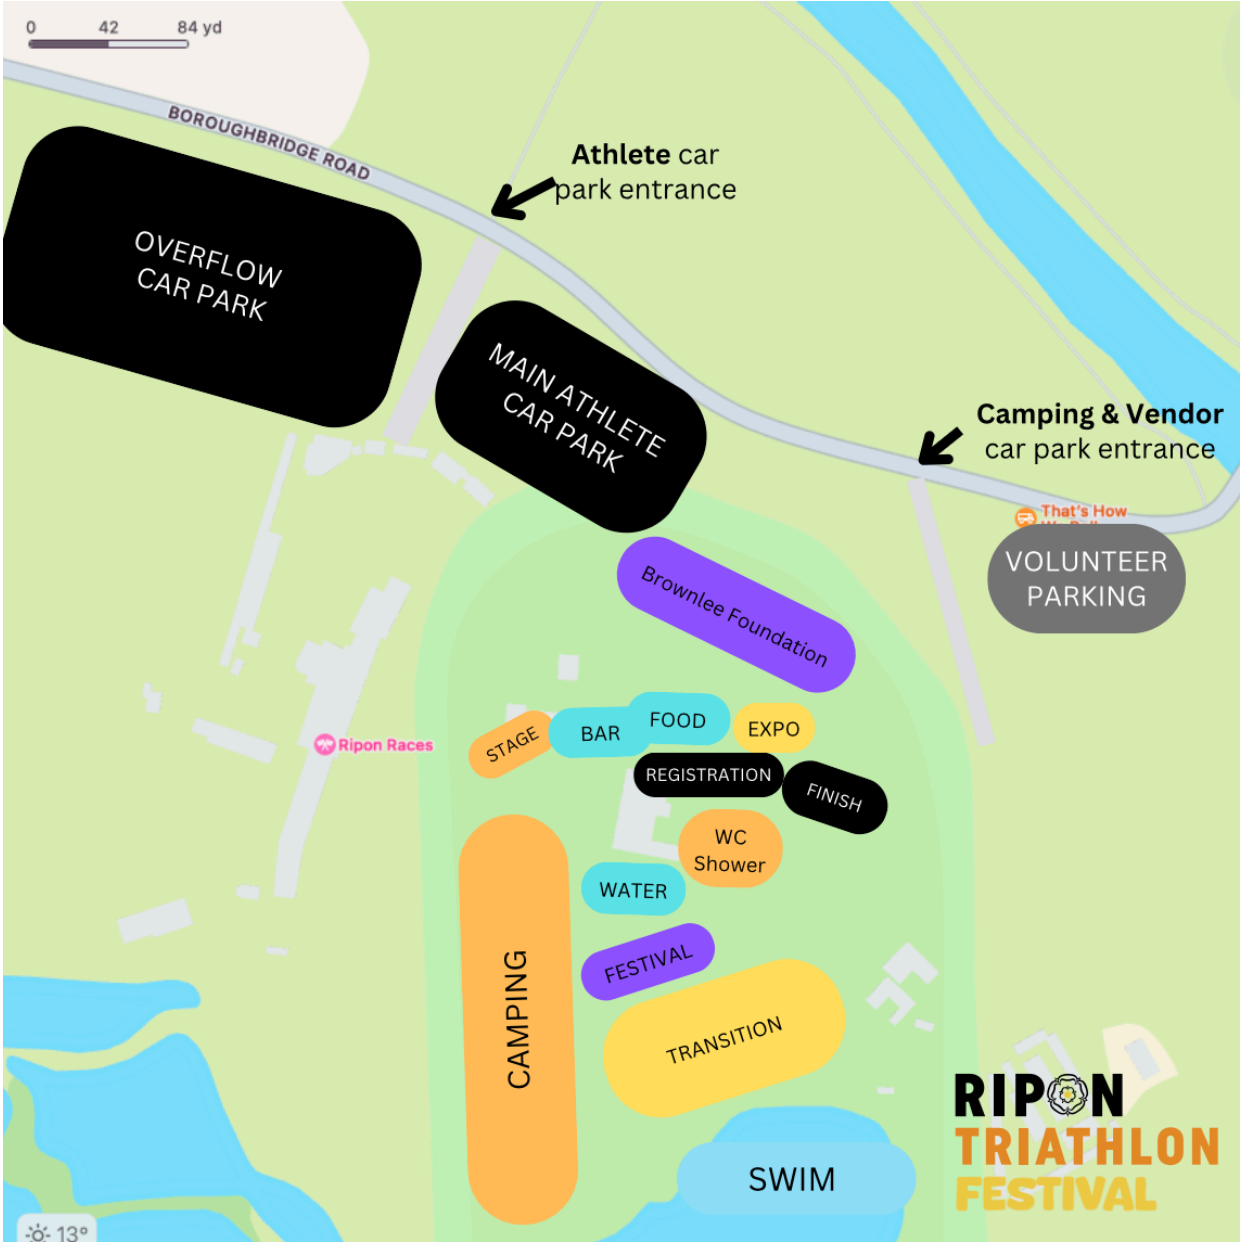 0 42 84 yd
BOROUGHBRIDGE ROAD
Athlete car
park entrance
OVERFLOW
CAR PARK
MAIN ATHLETE
CAR PARK
Camping & Vendor
car park entrance
That's How
VOLUNTEER
PARKING
Brownlee Foundation
STAGE
BAR
FOOD
EXPO
Ripon Races
REGISTRATION
FINISH
WC
Shower
WATER
FESTIVAL
CAMPING
TRANSITION
SWIM
RIPON
TRIATHLON
FESTIVAL
13°